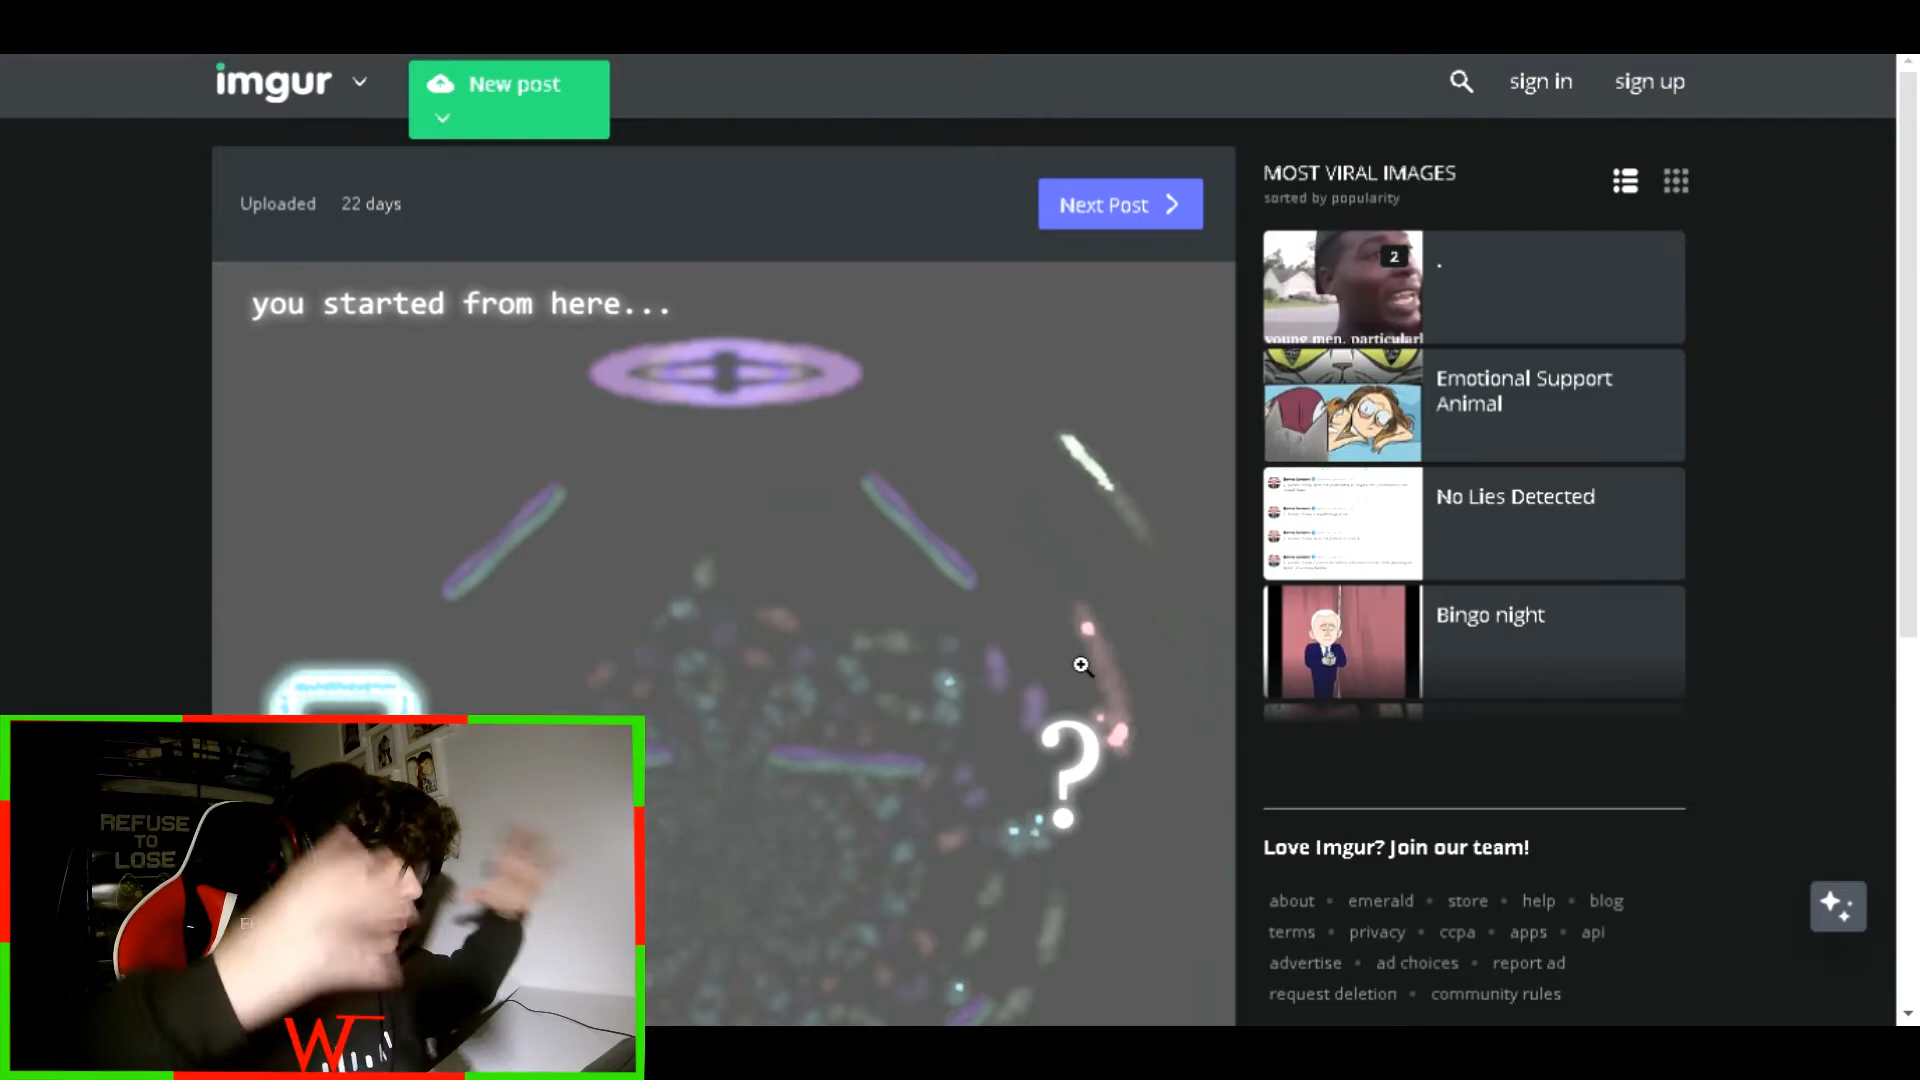 imgur
New post
sign in
sign up
Uploaded 22 days
Next Post
you started from here...
?
MOST VIRAL IMAGES
sorted by popularity
2
.
young men, particularl
Emotional Support
Animal
No Lies Detected
Bingo night
Love Imgur? Join our team!
about • emerald • store • help • blog
terms • privacy • ccpa • apps • api
advertise • ad choices • report ad
request deletion • community rules
REFUSE
TO
LOSE
W